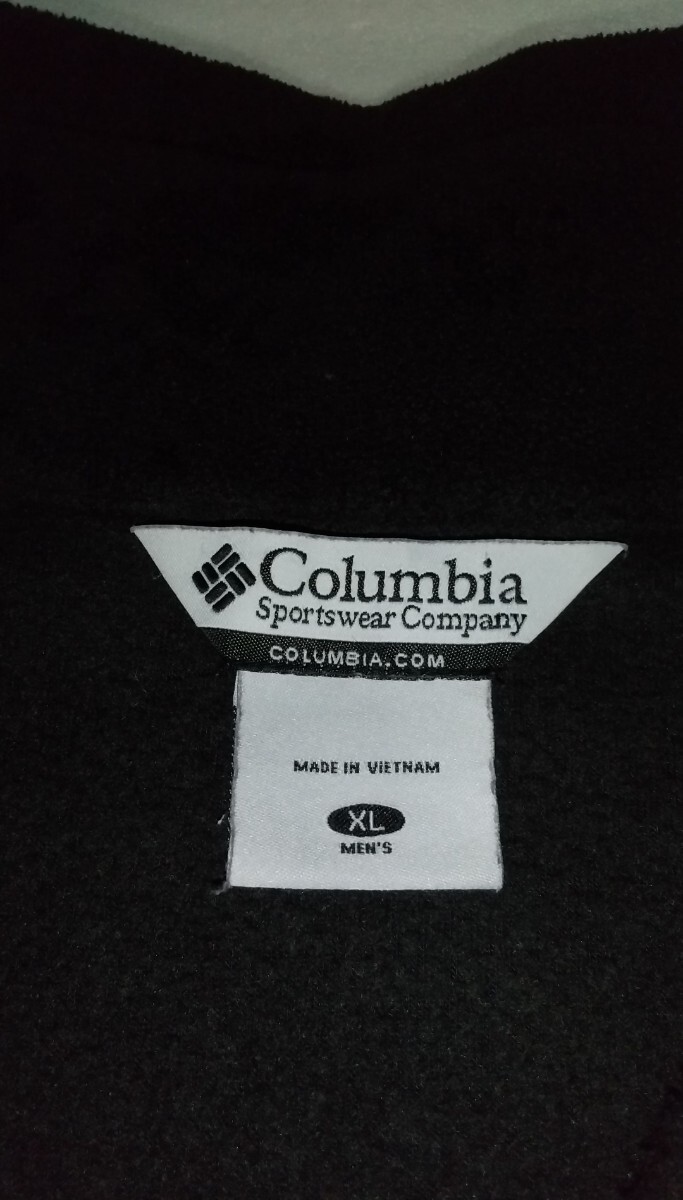 Columbia
Sportswear Company
COLUMBIA.COM
MADE IN VIETNAM
XL
MEN'S